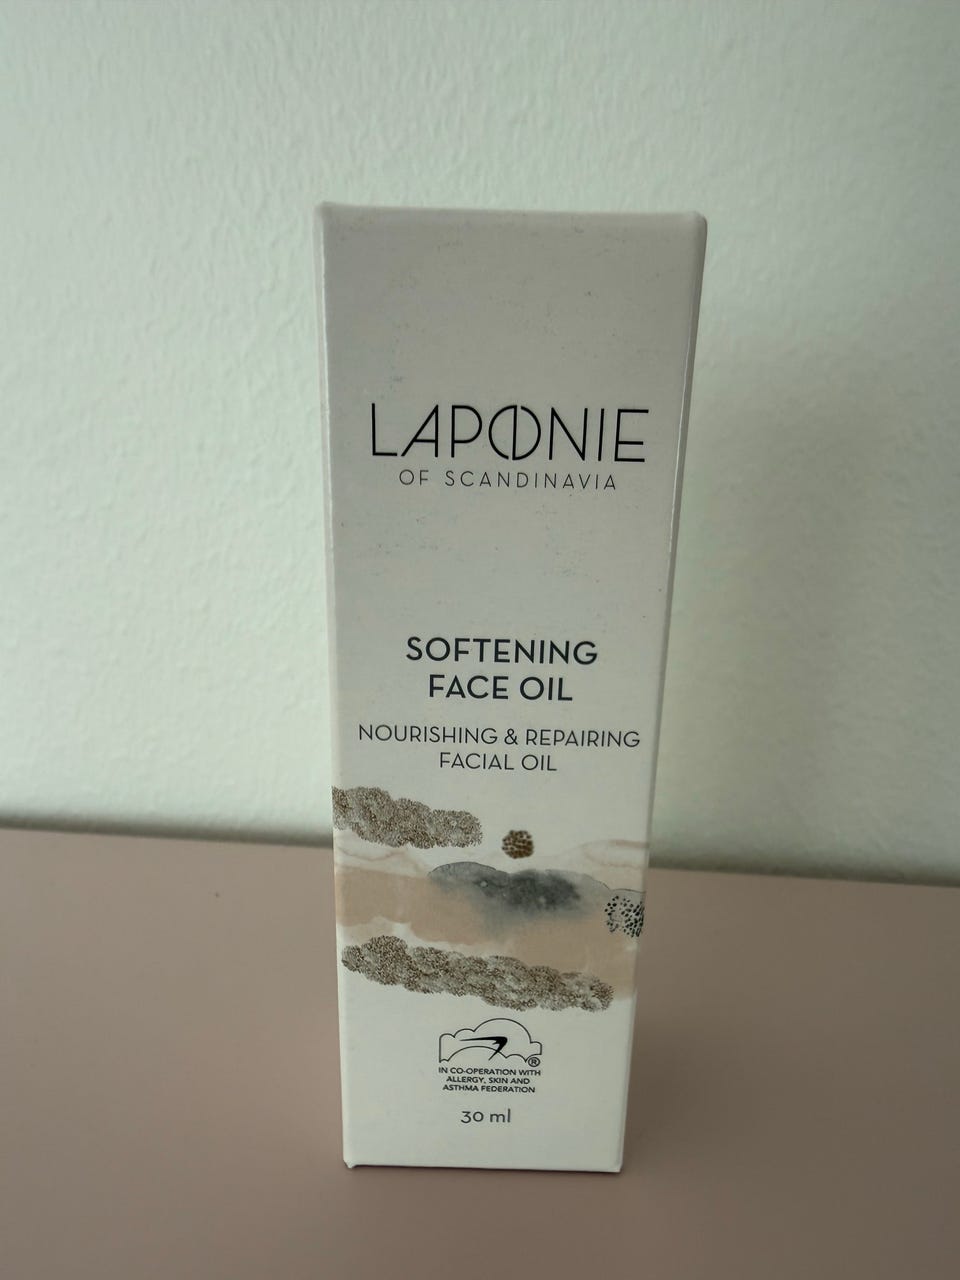 LAPONIE
OF SCANDINAVIA
SOFTENING
FACE OIL
NOURISHING & REPAIRING
FACIAL OIL
®
IN CO-OPERATION WITH
ALLERGY, SKIN AND
ASTHMA FEDERATION
30 ml